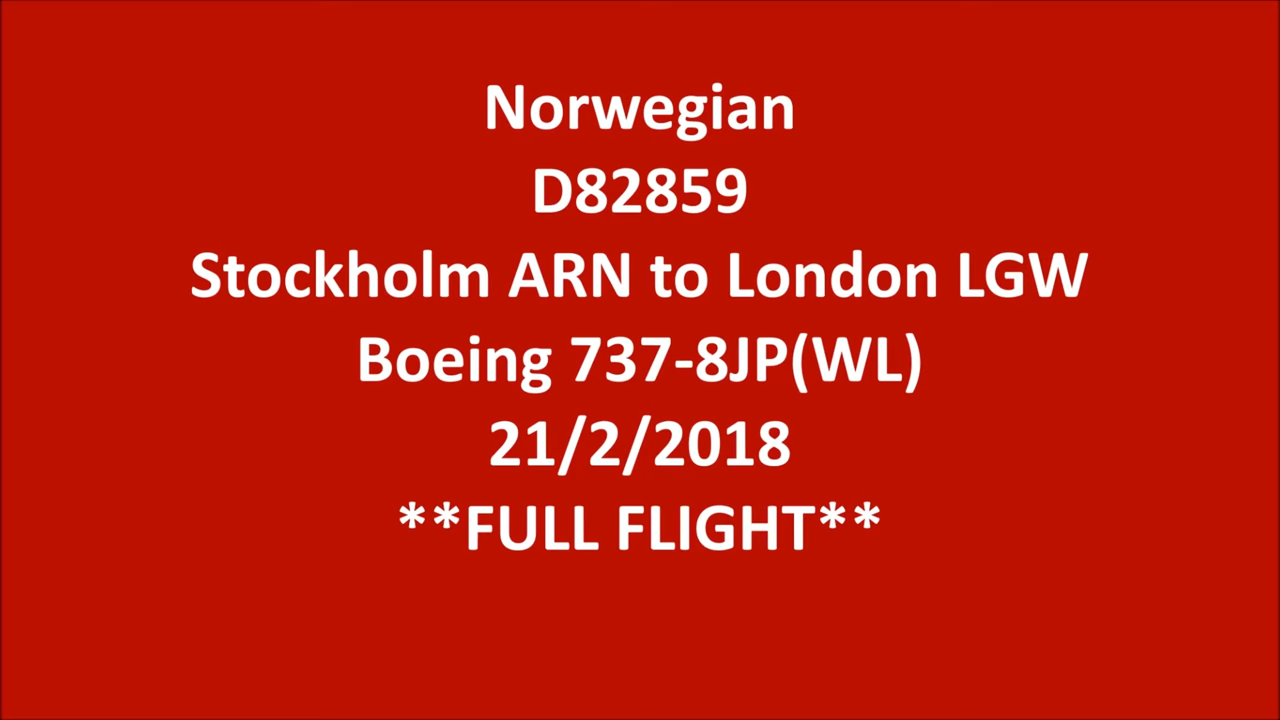 Norwegian
D82859
Stockholm ARN to London LGW
Boeing 737-8JP(WL)
21/2/2018
**FULL FLIGHT**